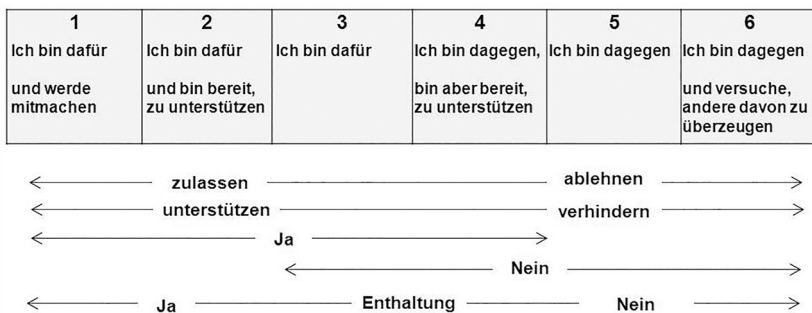 1
Ich bin dafür
und werde
mitmachen
2
Ich bin dafür
und bin bereit,
zu unterstützen
3
Ich bin dafür
4
Ich bin dagegen,
bin aber bereit,
zu unterstützen
5
Ich bin dagegen
6
Ich bin dagegen
und versuche,
andere davon zu
überzeugen
zulassen ablehnen
unterstützen verhindern
Ja
Nein
Ja Enthaltung Nein